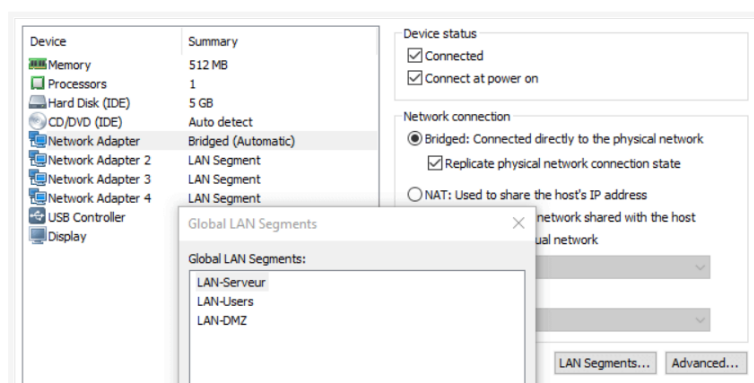 Device Summary
Memory 512 MB
Processors 1
Hard Disk (IDE) 5 GB
CD/DVD (IDE) Auto detect
Network Adapter Bridged (Automatic)
Network Adapter 2 LAN Segment
Network Adapter 3 LAN Segment
Network Adapter 4 LAN Segment
USB Controller
Display
Device status
Connected
Connect at power on
Network connection
Bridged: Connected directly to the physical network
Replicate physical network connection state
NAT: Used to share the host's IP address
network shared with the host
ual network
Global LAN Segments
Global LAN Segments:
LAN-Serveur
LAN-Users
LAN-DMZ
LAN Segments... Advanced...